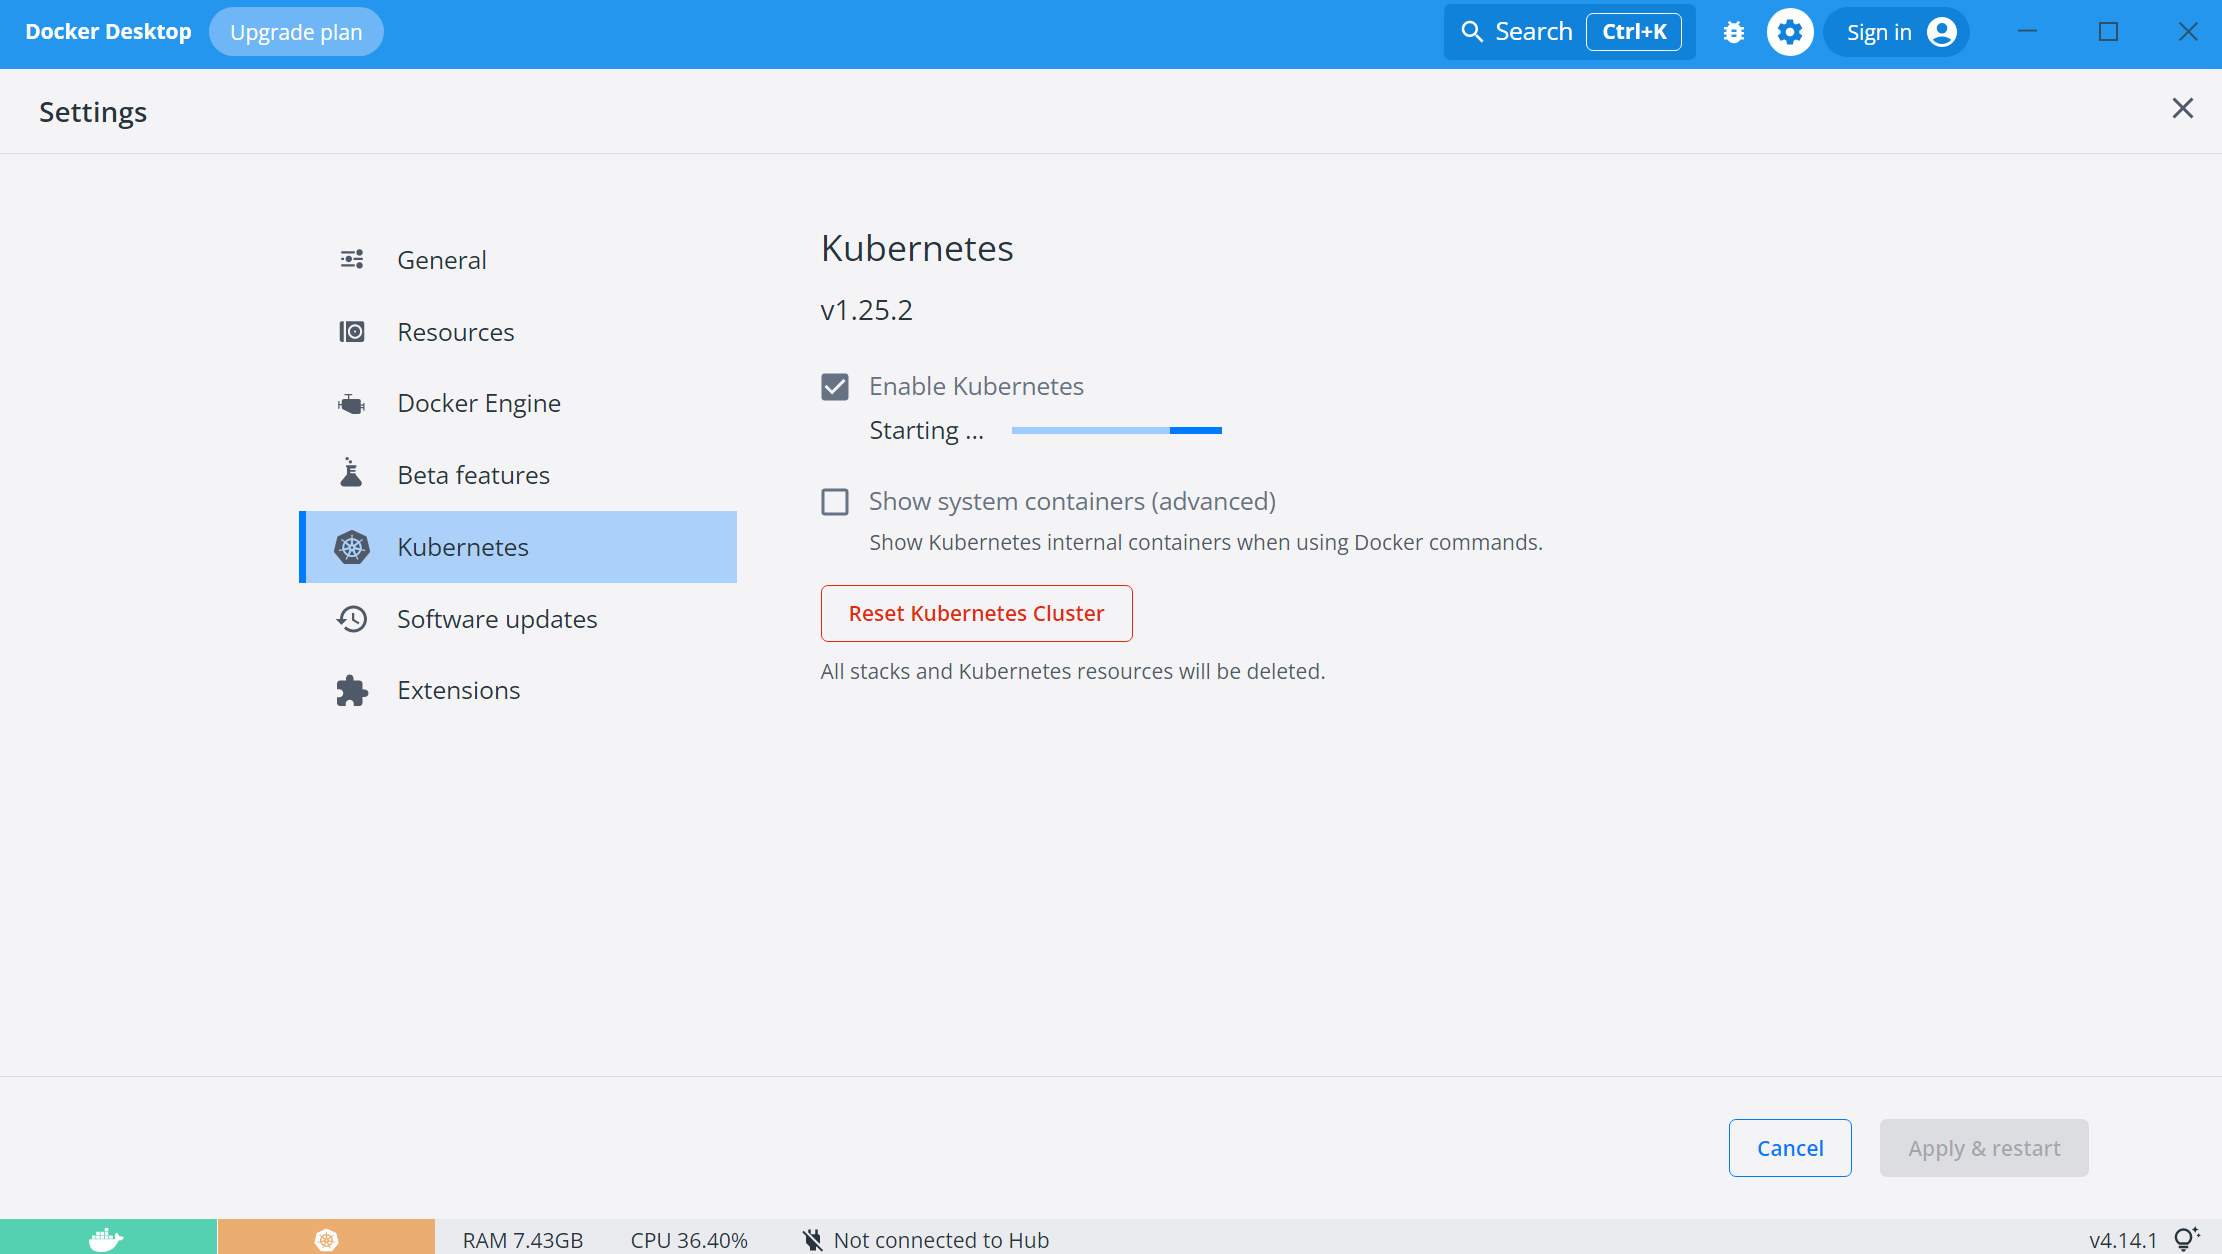 Docker Desktop
Upgrade plan
Search
Ctrl+K
Sign in
Settings
General
Resources
Docker Engine
Beta features
Kubernetes
Software updates
Extensions
Kubernetes
v1.25.2
Enable Kubernetes
Starting ...
Show system containers (advanced)
Show Kubernetes internal containers when using Docker commands.
Reset Kubernetes Cluster
All stacks and Kubernetes resources will be deleted.
Cancel
Apply & restart
RAM 7.43GB
CPU 36.40%
Not connected to Hub
v4.14.1